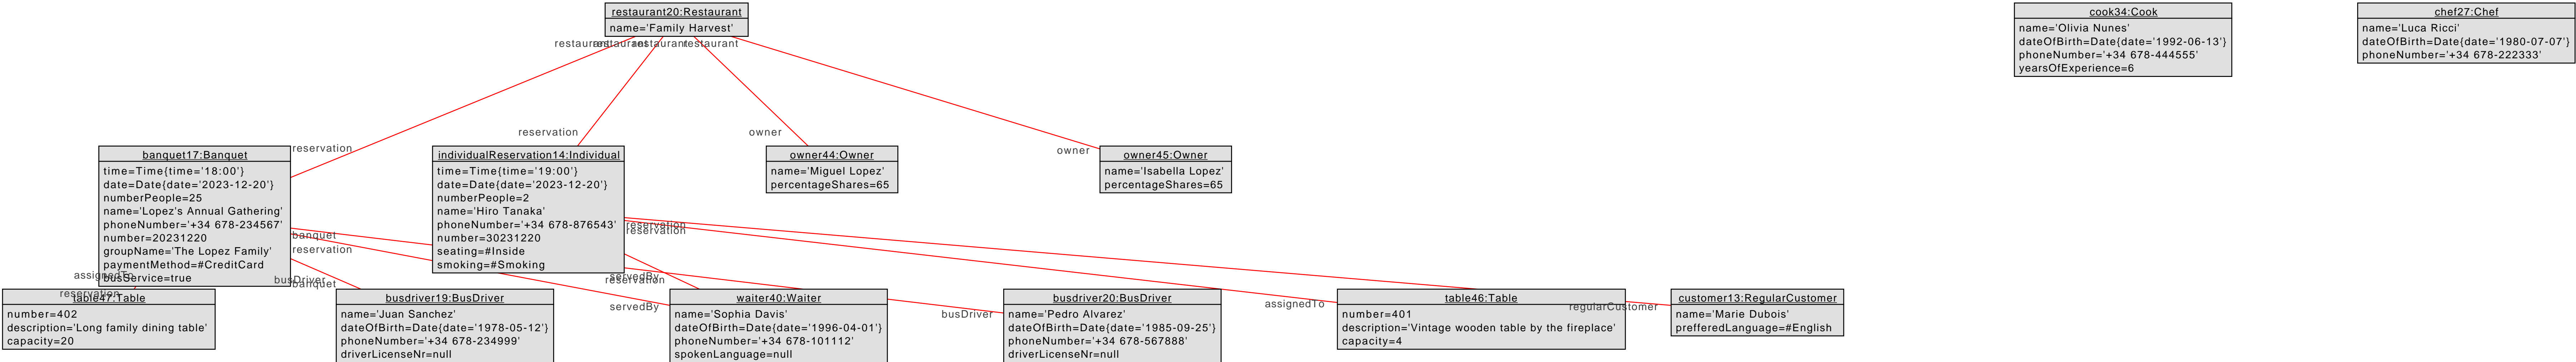 restaurant20:Restaurant
name='Family Harvest'
cook34:Cook
name='Olivia Nunes'
dateOfBirth=Date{date='1992-06-13'}
phoneNumber='+34 678-444555'
yearsOfExperience=6
chef27:Chef
name='Luca Ricci'
dateOfBirth=Date{date='1980-07-07'}
phoneNumber='+34 678-222333'
restaurant
restaurant
restaurant
restaurant
reservation
reservation
owner
owner
banquet17:Banquet
time=Time{time='18:00'}
date=Date{date='2023-12-20'}
numberPeople=25
name='Lopez's Annual Gathering'
phoneNumber='+34 678-234567'
number=20231220
groupName='The Lopez Family'
paymentMethod=#CreditCard
busService=true
individualReservation14:Individual
time=Time{time='19:00'}
date=Date{date='2023-12-20'}
numberPeople=2
name='Hiro Tanaka'
phoneNumber='+34 678-876543'
number=30231220
seating=#Inside
smoking=#Smoking
owner44:Owner
name='Miguel Lopez'
percentageShares=65
owner45:Owner
name='Isabella Lopez'
percentageShares=65
banquet
reservation
banquet
reservation
reservation
reservation
assignedTo
reservation
busDriver
servedBy
servedBy
busDriver
assignedTo
regularCustomer
table47:Table
number=402
description='Long family dining table'
capacity=20
busdriver19:BusDriver
name='Juan Sanchez'
dateOfBirth=Date{date='1978-05-12'}
phoneNumber='+34 678-234999'
driverLicenseNr=null
waiter40:Waiter
name='Sophia Davis'
dateOfBirth=Date{date='1996-04-01'}
phoneNumber='+34 678-101112'
spokenLanguage=null
busdriver20:BusDriver
name='Pedro Alvarez'
dateOfBirth=Date{date='1985-09-25'}
phoneNumber='+34 678-567888'
driverLicenseNr=null
table46:Table
number=401
description='Vintage wooden table by the fireplace'
capacity=4
customer13:RegularCustomer
name='Marie Dubois'
prefferedLanguage=#English